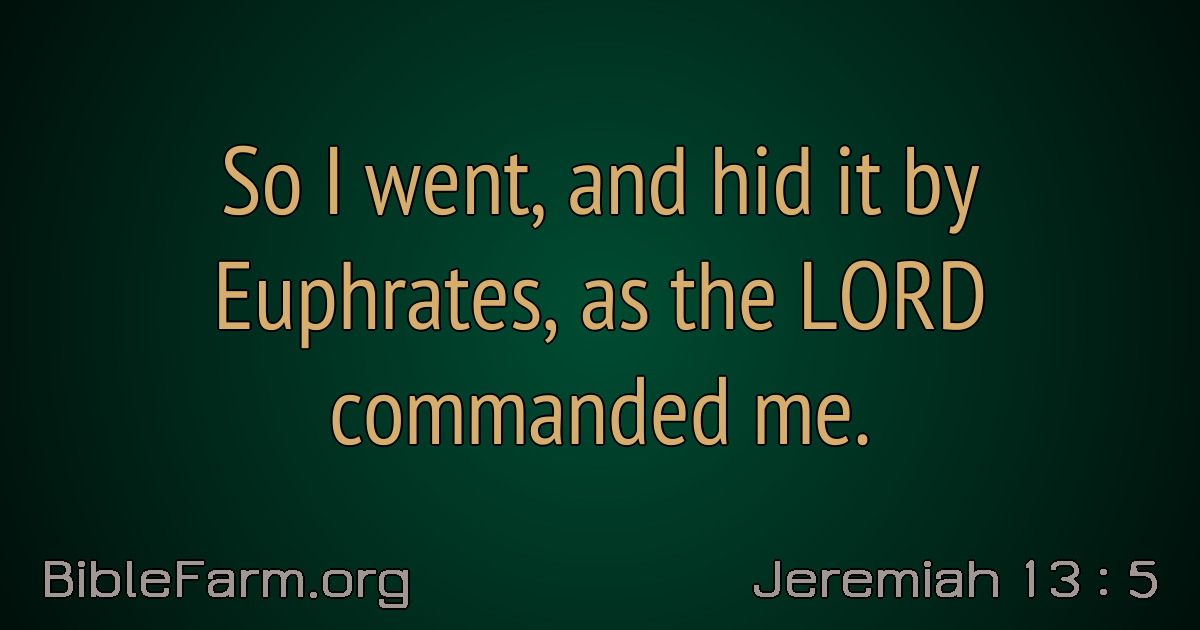 So I went, and hid it by
Euphrates, as the LORD
commanded me.
BibleFarm.org
Jeremiah 13 : 5